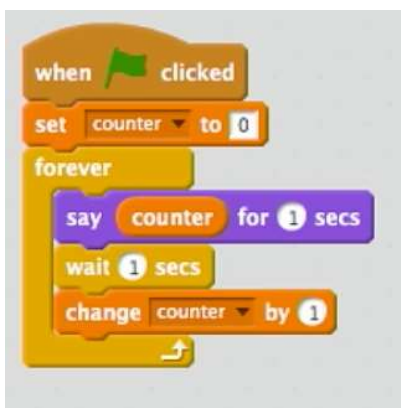 when clicked
set counter to 0
forever
say counter for 1 secs
wait 1 secs
change counter by 1